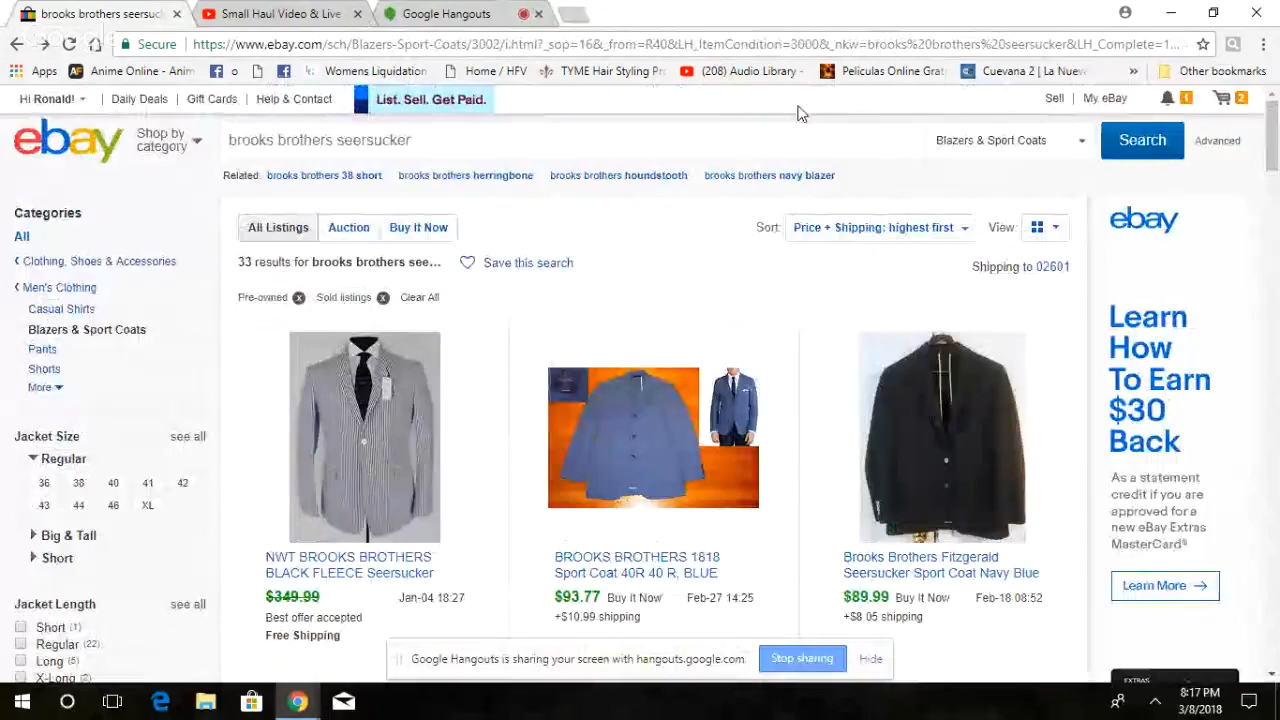 brooks brothers seersuc
Small Haul Video & Live
Google Hangouts
Secure
https://www.ebay.com/sch/Blazers-Sport-Coats/3002/i.html?_sop=16&_from=R40&LH_ItemCondition=3000&_nkw=brooks%20brothers%20seersucker&LH_Complete=1...
Apps
Anime Online - Anim
o
Womens Liquidation
Home / HFV
TYME Hair Styling Pr
(208) Audio Library -
Peliculas Online Grat
Cuevana 2 | La Nuev
»
Other bookmarks
Hi Ronald!
Daily Deals
Gift Cards
Help & Contact
List. Sell. Get Paid.
Sell
My eBay
1
2
ebay
Shop by
category
brooks brothers seersucker
Blazers & Sport Coats
Search
Advanced
Related:
brooks brothers 38 short
brooks brothers herringbone
brooks brothers houndstooth
brooks brothers navy blazer
Categories
All
Clothing, Shoes & Accessories
Men's Clothing
Casual Shirts
Blazers & Sport Coats
Pants
Shorts
More
Jacket Size
see all
Regular
36 38 40 41 42
43 44 46 XL
Big & Tall
Short
Jacket Length
see all
Short (1)
Regular (22)
Long (5)
X-Long (2)
All Listings
Auction
Buy It Now
Sort:
Price + Shipping: highest first
View:
33 results for brooks brothers see...
Save this search
Shipping to 02601
Pre-owned
Sold listings
Clear All
NWT BROOKS BROTHERS
BLACK FLEECE Seersucker
$349.99
Jan-04 18:27
Best offer accepted
Free Shipping
BROOKS BROTHERS 1818
Sport Coat 40R 40 R, BLUE
$93.77 Buy It Now
Feb-27 14:25
+$10.99 shipping
Brooks Brothers Fitzgerald
Seersucker Sport Coat Navy Blue
$89.99 Buy It Now
Feb-18 08:52
+$8.05 shipping
ebay
Learn
How
To Earn
$30
Back
As a statement
credit if you are
approved for a
new eBay Extras
MasterCard®
Learn More
EXTRAS
Google Hangouts is sharing your screen with hangouts.google.com.
Stop sharing
Hide
8:17 PM
3/8/2018